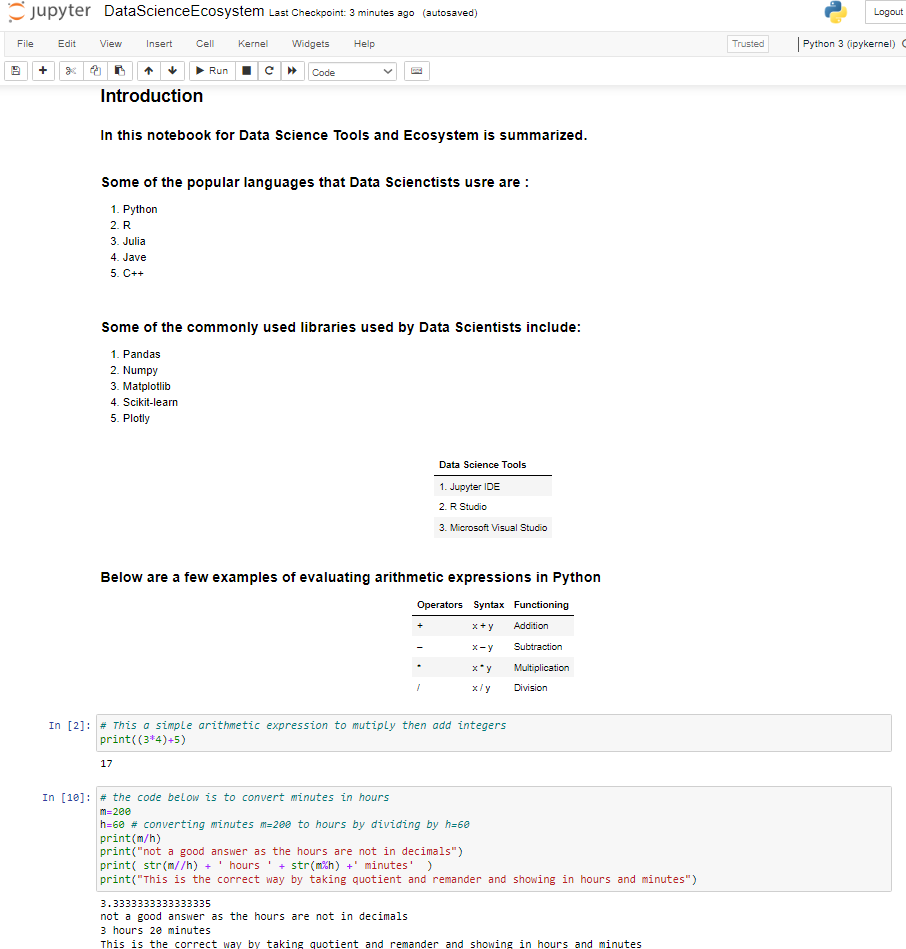 jupyter DataScienceEcosystem Last Checkpoint: 3 minutes ago (autosaved)
Logout
File Edit View Insert Cell Kernel Widgets Help
Trusted
Python 3 (ipykernel)
Run
Code
Introduction
In this notebook for Data Science Tools and Ecosystem is summarized.
Some of the popular languages that Data Scienctists usre are :
1. Python
2. R
3. Julia
4. Jave
5. C++
Some of the commonly used libraries used by Data Scientists include:
1. Pandas
2. Numpy
3. Matplotlib
4. Scikit-learn
5. Plotly
Data Science Tools
1. Jupyter IDE
2. R Studio
3. Microsoft Visual Studio
Below are a few examples of evaluating arithmetic expressions in Python
Operators Syntax Functioning
+ x + y Addition
– x – y Subtraction
* x * y Multiplication
/ x / y Division
In [2]: # This a simple arithmetic expression to mutiply then add integers
print((3*4)+5)
17
In [10]: # the code below is to convert minutes in hours
m=200
h=60 # converting minutes m=200 to hours by dividing by h=60
print(m/h)
print("not a good answer as the hours are not in decimals")
print( str(m//h) + ' hours ' + str(m%h) +' minutes' )
print("This is the correct way by taking quotient and remander and showing in hours and minutes")
3.3333333333333335
not a good answer as the hours are not in decimals
3 hours 20 minutes
This is the correct way by taking quotient and remander and showing in hours and minutes